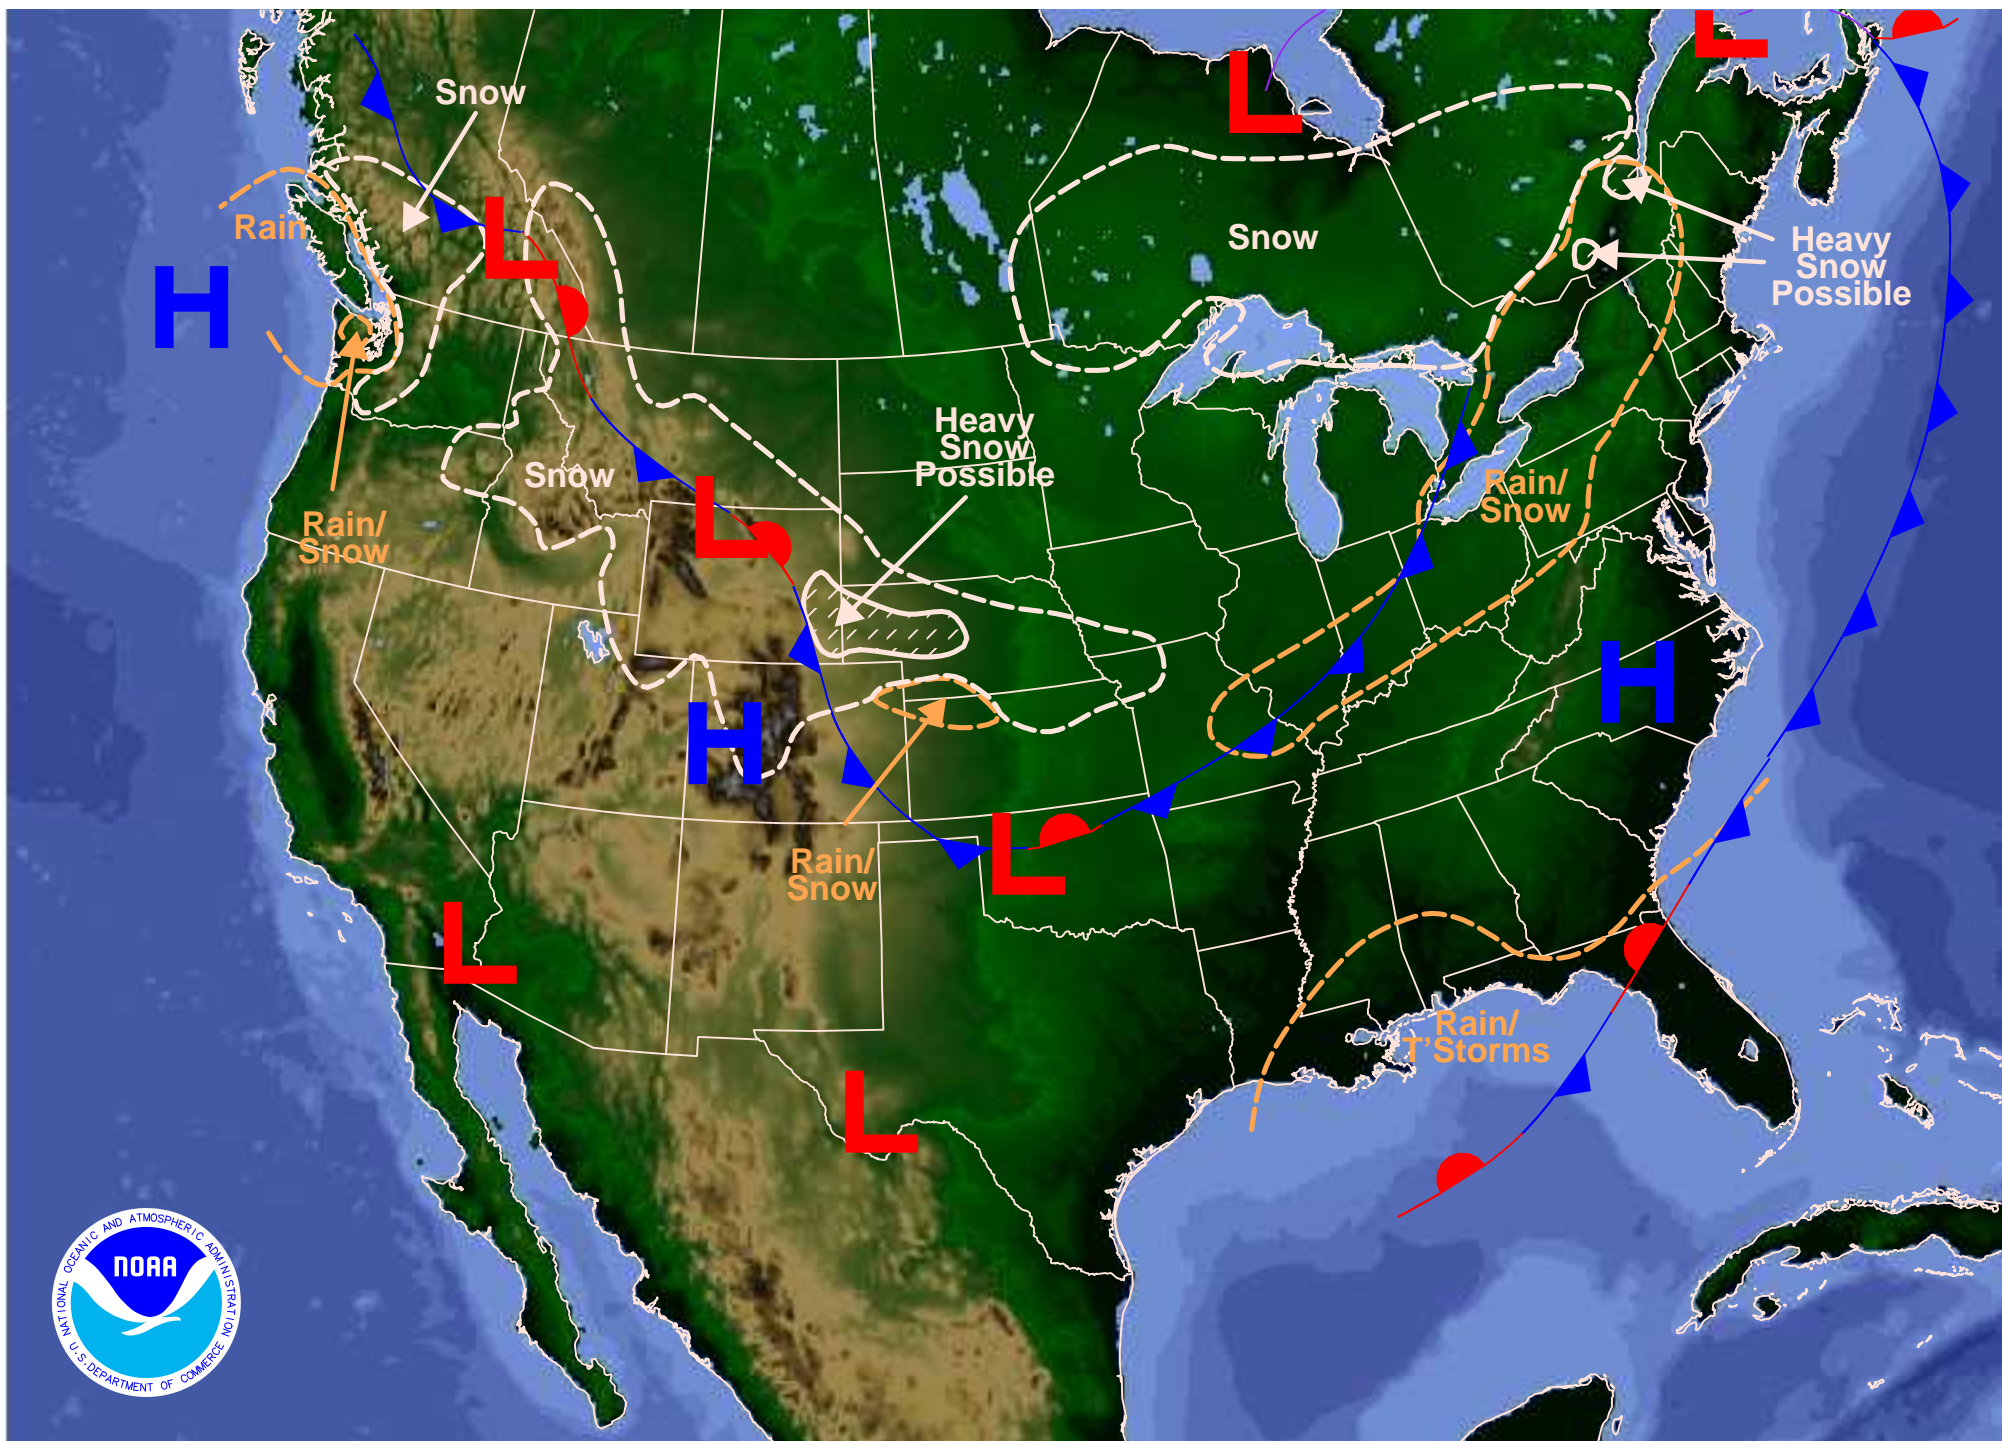 L
L
Snow
L
Rain
H
Snow
Heavy
Snow
Possible
Heavy
Snow
Possible
Snow
Rain/
Snow
Rain/
Snow
L
H
H
Rain/
Snow
L
L
Rain/
T'Storms
L
NATIONAL OCEANIC AND ATMOSPHERIC ADMINISTRATION
NOAA
U.S. DEPARTMENT OF COMMERCE